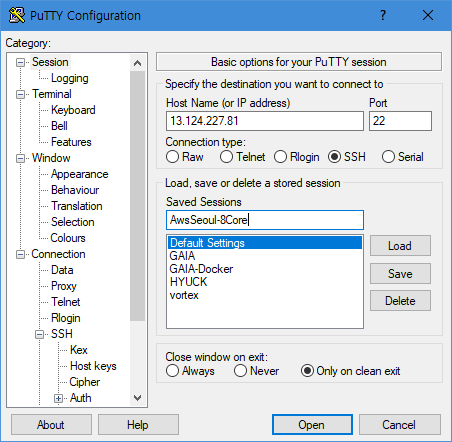 PuTTY Configuration
?
Category:
Session
Logging
Terminal
Keyboard
Bell
Features
Window
Appearance
Behaviour
Translation
Selection
Colours
Connection
Data
Proxy
Telnet
Rlogin
SSH
Kex
Host keys
Cipher
Auth
Basic options for your PuTTY session
Specify the destination you want to connect to
Host Name (or IP address) Port
13.124.227.81 22
Connection type:
Raw Telnet Rlogin SSH Serial
Load, save or delete a stored session
Saved Sessions
AwsSeoul-8Core
Default Settings
GAIA
GAIA-Docker
HYUCK
vortex
Load
Save
Delete
Close window on exit:
Always Never Only on clean exit
About Help Open Cancel